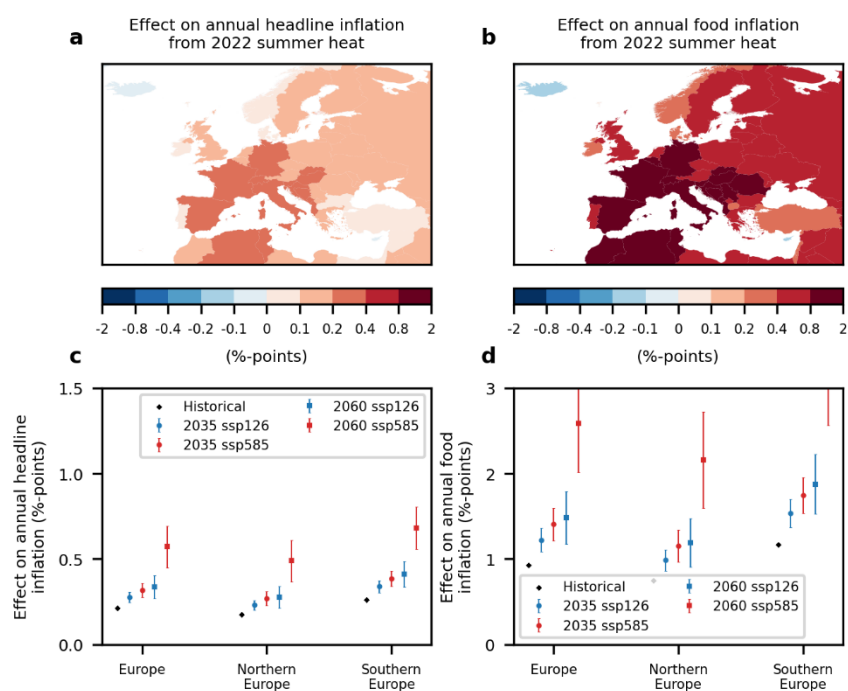 a
Effect on annual headline inflation
from 2022 summer heat
b
Effect on annual food inflation
from 2022 summer heat
-2 -0.8 -0.4 -0.2 -0.1 0 0.1 0.2 0.4 0.8 2
(%-points)
-2 -0.8 -0.4 -0.2 -0.1 0 0.1 0.2 0.4 0.8 2
(%-points)
c
Effect on annual headline
inflation (%-points)
1.5
1.0
0.5
0.0
Historical
2035 ssp126
2035 ssp585
2060 ssp126
2060 ssp585
Europe
Northern
Europe
Southern
Europe
d
Effect on annual food
inflation (%-points)
3
2
1
0
Historical
2035 ssp126
2035 ssp585
2060 ssp126
2060 ssp585
Europe
Northern
Europe
Southern
Europe